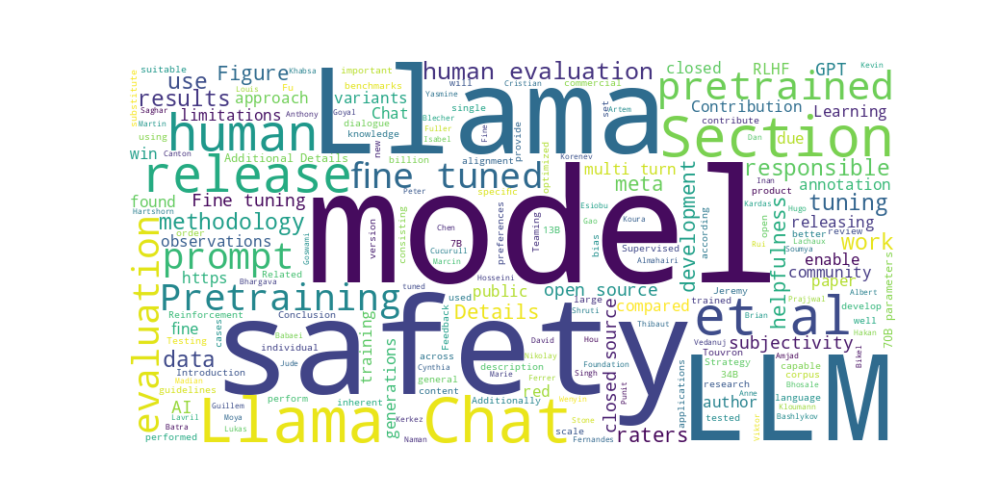 suitable
substitute
use
Figure
Khabsa
Louis
Fu
important
Saghar
results
approach
benchmarks
Martin
limitations
Anthony
variants
Goyal
Chat
dialogue
knowledge
Llama
human evaluation
Yasmine
will
Cristian
commercial
single
Artem
set
Blecher
Fuller
Isabel
Fine
provide
pretrained
closed
RLHF
GPT
Kevin
Contribution
Learning
contribute
Dan
due
human
Section
win
Canton
Additional Details
using
new
billion
alignment
Korenev
optimized
release
fine tuned
Peter
specific
multi turn
meta
Inan
product
Kardas
open
Hugo
better
review
responsible
annotation
tuning
found
Fine tuning
Hartshorn
order
methodology
observations
Goswami
version
consisting
Chen
Cucurull
7B
Marcin
preferences
Teaming
Gao
13B
Esiobu
Koura
bias
Supervised
Almahairi
development
according
helpfulness
Rui
Lachaux
Soumya
releasing
work
enable
community
paper
70B parameters
evaluation
prompt
model
https
Related
Bhargava
tuned
Hosseini
Pretraining
used
public
large
Shruti
open source
Jeremy
trained
Prajjwal
Albert
develop
fine
Reinforcement
Conclusion
cases
Testing
Details
compared
Brian
Vedanuj
well
Hakan
safety
et al
data
Introduction
individual
Babaei
Jude
training
Feedback
Cynthia
across
general
content
David
description
Marie
Nikolay
Ferrer
Hou
Foundation
Singh
Punit
Thibaut
closed source
subjectivity
Touvron
Amjad
Bikel
Strategy
capable
34B
corpus
Bhosale
research
Anne
language
tested
Kloumann
Bashlykov
Viktor
applications
author
AI
Madian
guidelines
Lavril
Guillem
perform
inherent
Batra
Moya
performed
Lukas
generations
Llama Chat
Kerkez
Naman
Additionally
red
scale
Wenyin
Stone
Fernandes
raters
LLM